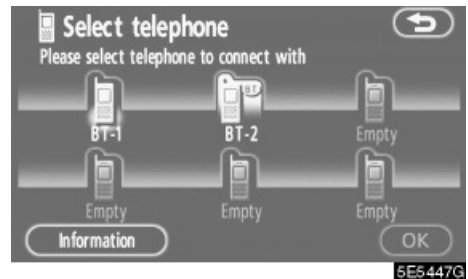 Select telephone
Please select telephone to connect with
BT
BT-1 BT-2 Empty
Empty Empty Empty
Information OK
5E5447G